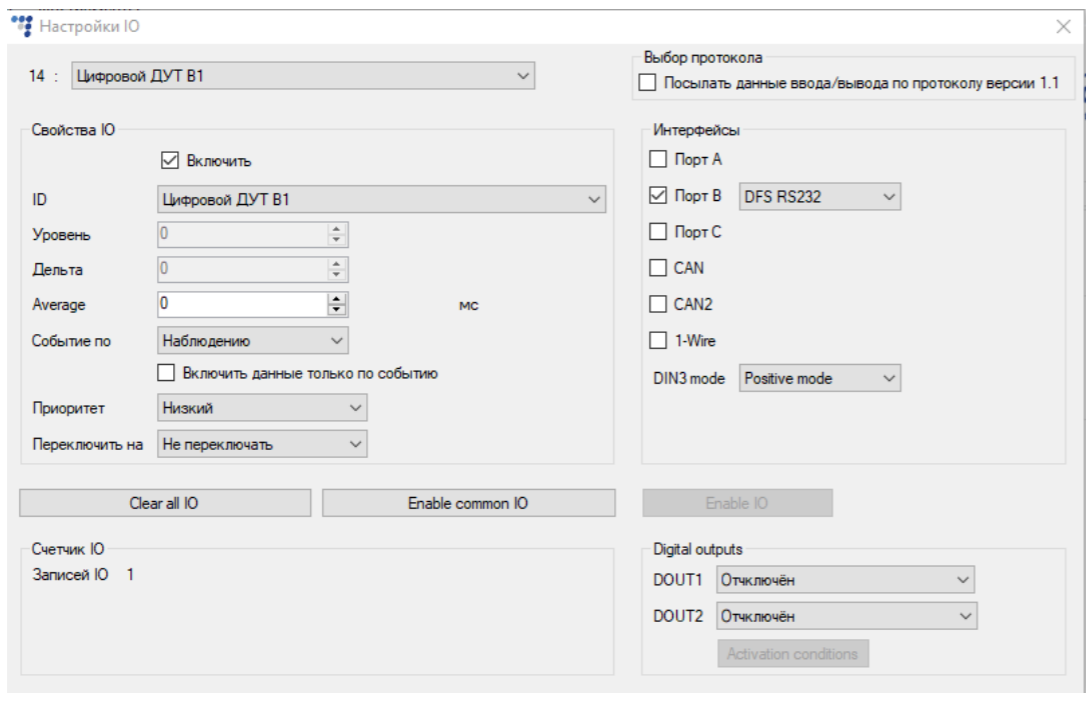 Настройки IO
14 : Цифровой ДУТ B1
Выбор протокола
Посылать данные ввода/вывода по протоколу версии 1.1
Свойства IO
Включить
ID Цифровой ДУТ B1
Уровень 0
Дельта 0
Average 0 мс
Событие по Наблюдению
Включить данные только по событию
Приоритет Низкий
Переключить на Не переключать
Интерфейсы
Порт A
Порт B DFS RS232
Порт C
CAN
CAN2
1-Wire
DIN3 mode Positive mode
Clear all IO Enable common IO Enable IO
Счетчик IO
Записей IO 1
Digital outputs
DOUT1 Отчключён
DOUT2 Отчключён
Activation conditions